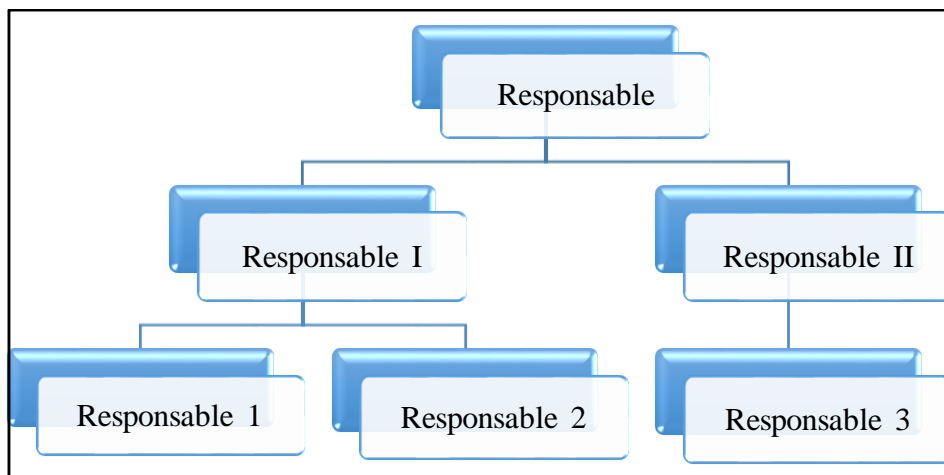 Responsable
Responsable I
Responsable II
Responsable 1
Responsable 2
Responsable 3